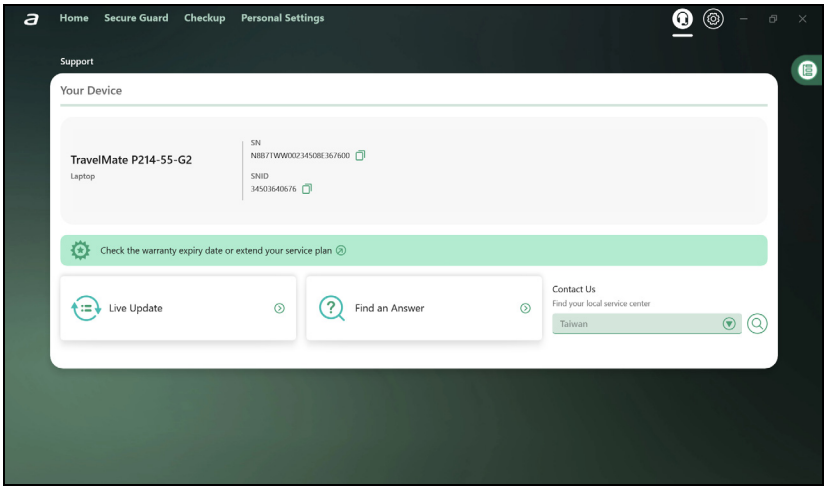 Home Secure Guard Checkup Personal Settings
Support
Your Device
TravelMate P214-55-G2
Laptop
SN
NBB7TWW00234508E367600
SNID
34503640676
Check the warranty expiry date or extend your service plan
Live Update
Find an Answer
Contact Us
Find your local service center
Taiwan